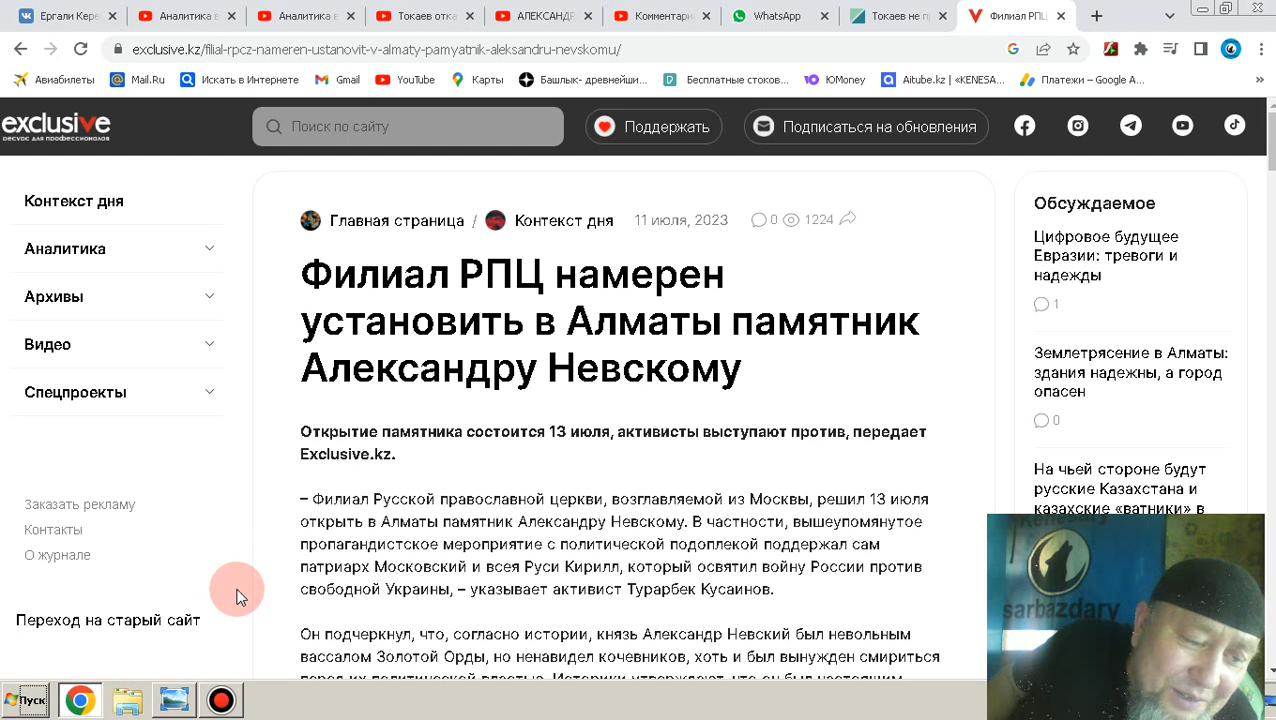 Ергали Кере
Аналитика в
Аналитика в
Токаев отка
АЛЕКСАНДР
Комментари
WhatsApp
Токаев не пр
Филиал РПЦ
exclusive.kz/filial-rpcz-nameren-ustanovit-v-almaty-pamyatnik-aleksandru-nevskomu/
Авиабилеты
Mail.Ru
Искать в Интернете
Gmail
YouTube
Карты
Башлык- древнейши...
Бесплатные стоков...
ЮMoney
Aitube.kz | «KENESA...
Платежи – Google A...
exclusive
ресурс для профессионалов
Поиск по сайту
Поддержать
Подписаться на обновления
Контекст дня
Аналитика
Архивы
Видео
Спецпроекты
Заказать рекламу
Контакты
О журнале
Переход на старый сайт
Главная страница / Контекст дня 11 июля, 2023 0 1224
Филиал РПЦ намерен
установить в Алматы памятник
Александру Невскому
Открытие памятника состоится 13 июля, активисты выступают против, передает
Exclusive.kz.
– Филиал Русской православной церкви, возглавляемой из Москвы, решил 13 июля
открыть в Алматы памятник Александру Невскому. В частности, вышеупомянутое
пропагандистское мероприятие с политической подоплекой поддержал сам
патриарх Московский и всея Руси Кирилл, который освятил войну России против
свободной Украины, – указывает активист Турарбек Кусаинов.
Он подчеркнул, что, согласно истории, князь Александр Невский был невольным
вассалом Золотой Орды, но ненавидел кочевников, хоть и был вынужден смириться
Обсуждаемое
Цифровое будущее
Евразии: тревоги и
надежды
1
Землетрясение в Алматы:
здания надежны, а город
опасен
0
На чьей стороне будут
русские Казахстана и
казахские «ватники» в
Kenesary
sarbazdary
Пуск